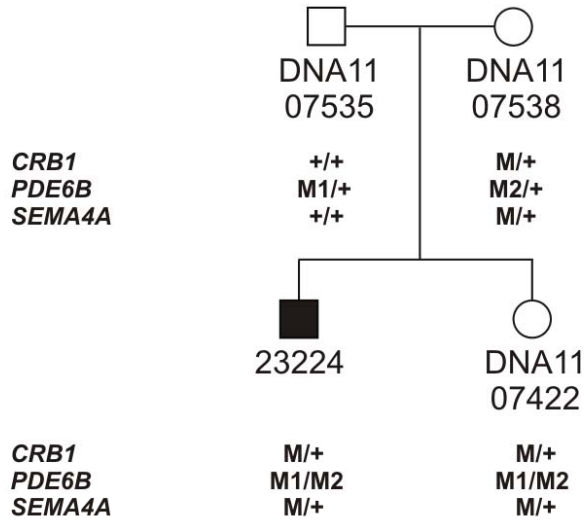 DNA11 DNA11
07535 07538
CRB1 +/+ M/+
PDE6B M1/+ M2/+
SEMA4A +/+ M/+
23224 DNA11
07422
CRB1 M/+ M/+
PDE6B M1/M2 M1/M2
SEMA4A M/+ M/+